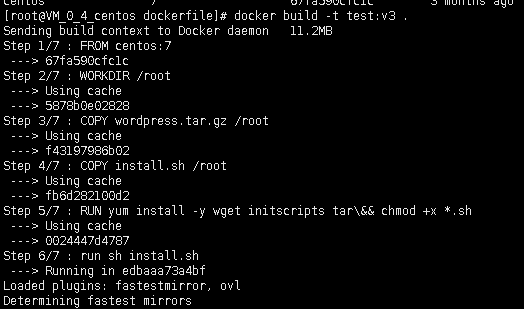 centos 7 67fa590cfc1c 3 months ago
[root@VM_0_4_centos dockerfile]# docker build -t test:v3 .
Sending build context to Docker daemon 11.2MB
Step 1/7 : FROM centos:7
---> 67fa590cfc1c
Step 2/7 : WORKDIR /root
---> Using cache
---> 5878b0e02828
Step 3/7 : COPY wordpress.tar.gz /root
---> Using cache
---> f43197986b02
Step 4/7 : COPY install.sh /root
---> Using cache
---> fb6d282100d2
Step 5/7 : RUN yum install -y wget initscripts tar\&& chmod +x *.sh
---> Using cache
---> 0024447d4787
Step 6/7 : run sh install.sh
---> Running in edbaaa73a4bf
Loaded plugins: fastestmirror, ovl
Determining fastest mirrors